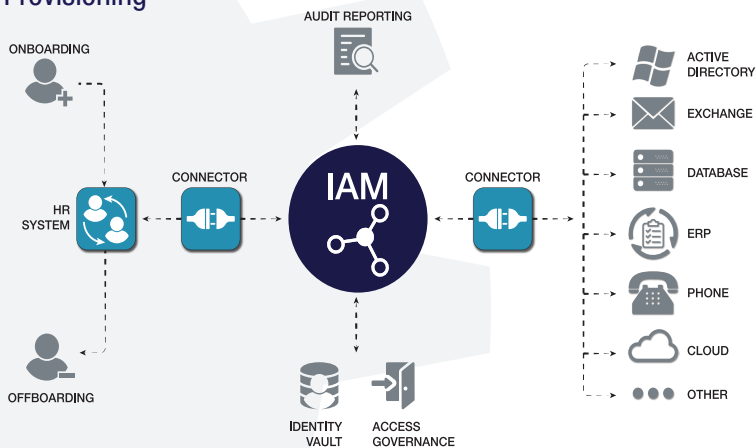 Provisioning
AUDIT REPORTING
ONBOARDING
ACTIVE
DIRECTORY
EXCHANGE
CONNECTOR
IAM
CONNECTOR
DATABASE
HR
SYSTEM
ERP
PHONE
CLOUD
OFFBOARDING
OTHER
IDENTITY
VAULT
ACCESS
GOVERNANCE